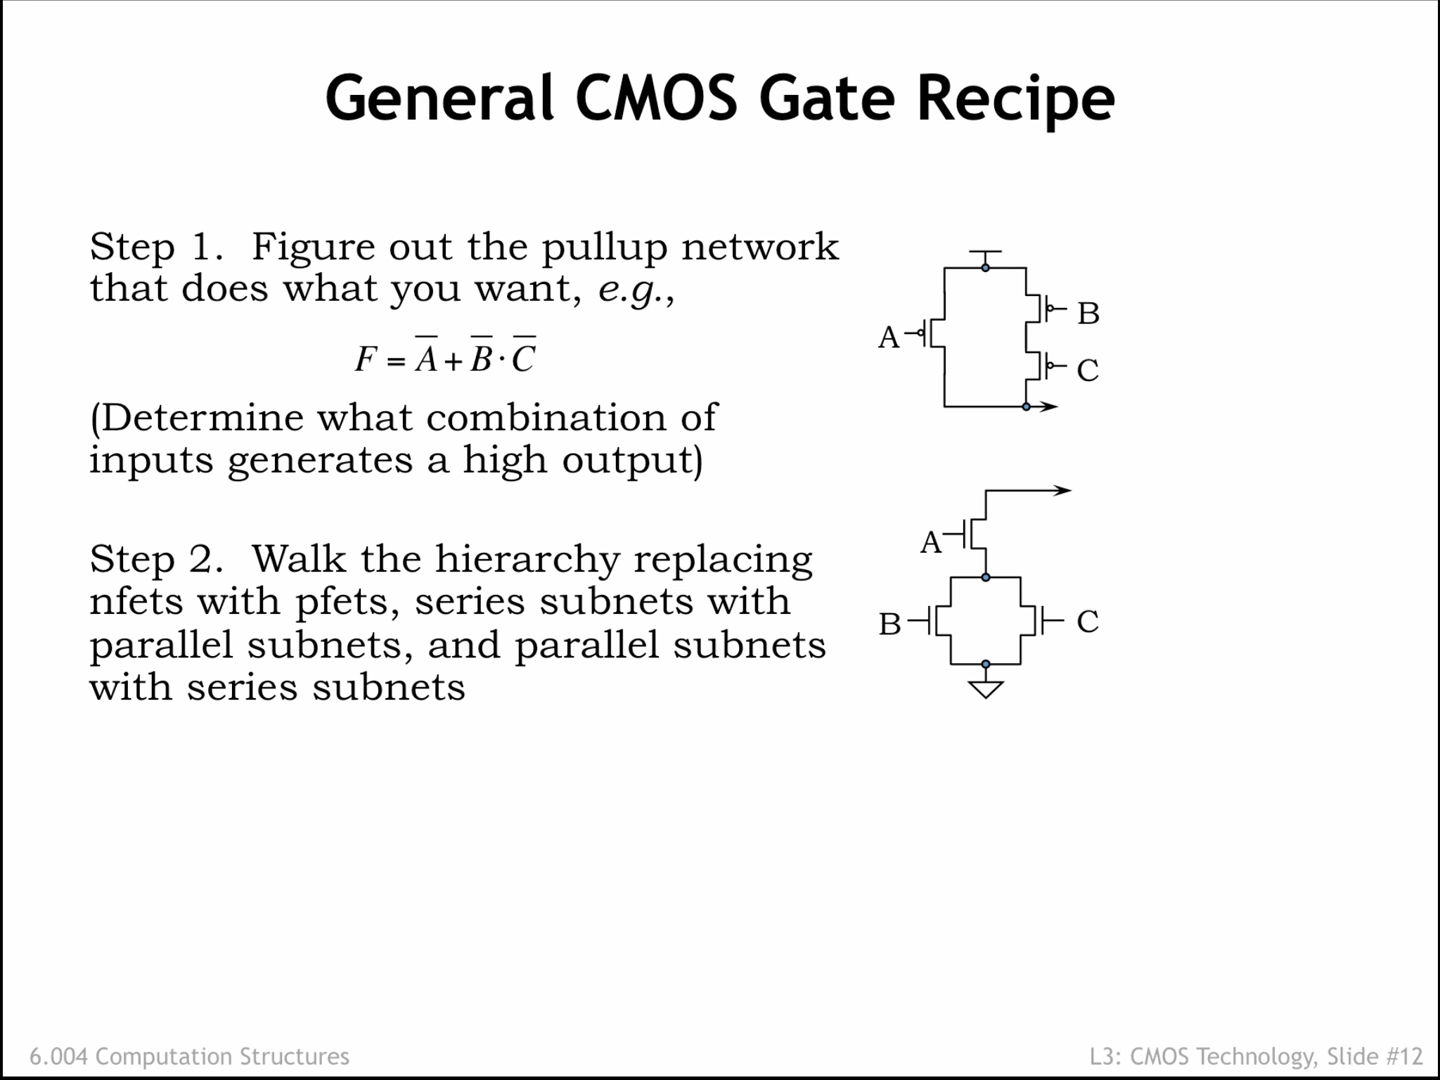 General CMOS Gate Recipe
Step 1.  Figure out the pullup network
that does what you want, e.g.,
F = A̅ + B̅ · C̅
(Determine what combination of
inputs generates a high output)
Step 2.  Walk the hierarchy replacing
nfets with pfets, series subnets with
parallel subnets, and parallel subnets
with series subnets
B
A
C
A
B
C
6.004 Computation Structures
L3: CMOS Technology, Slide #12